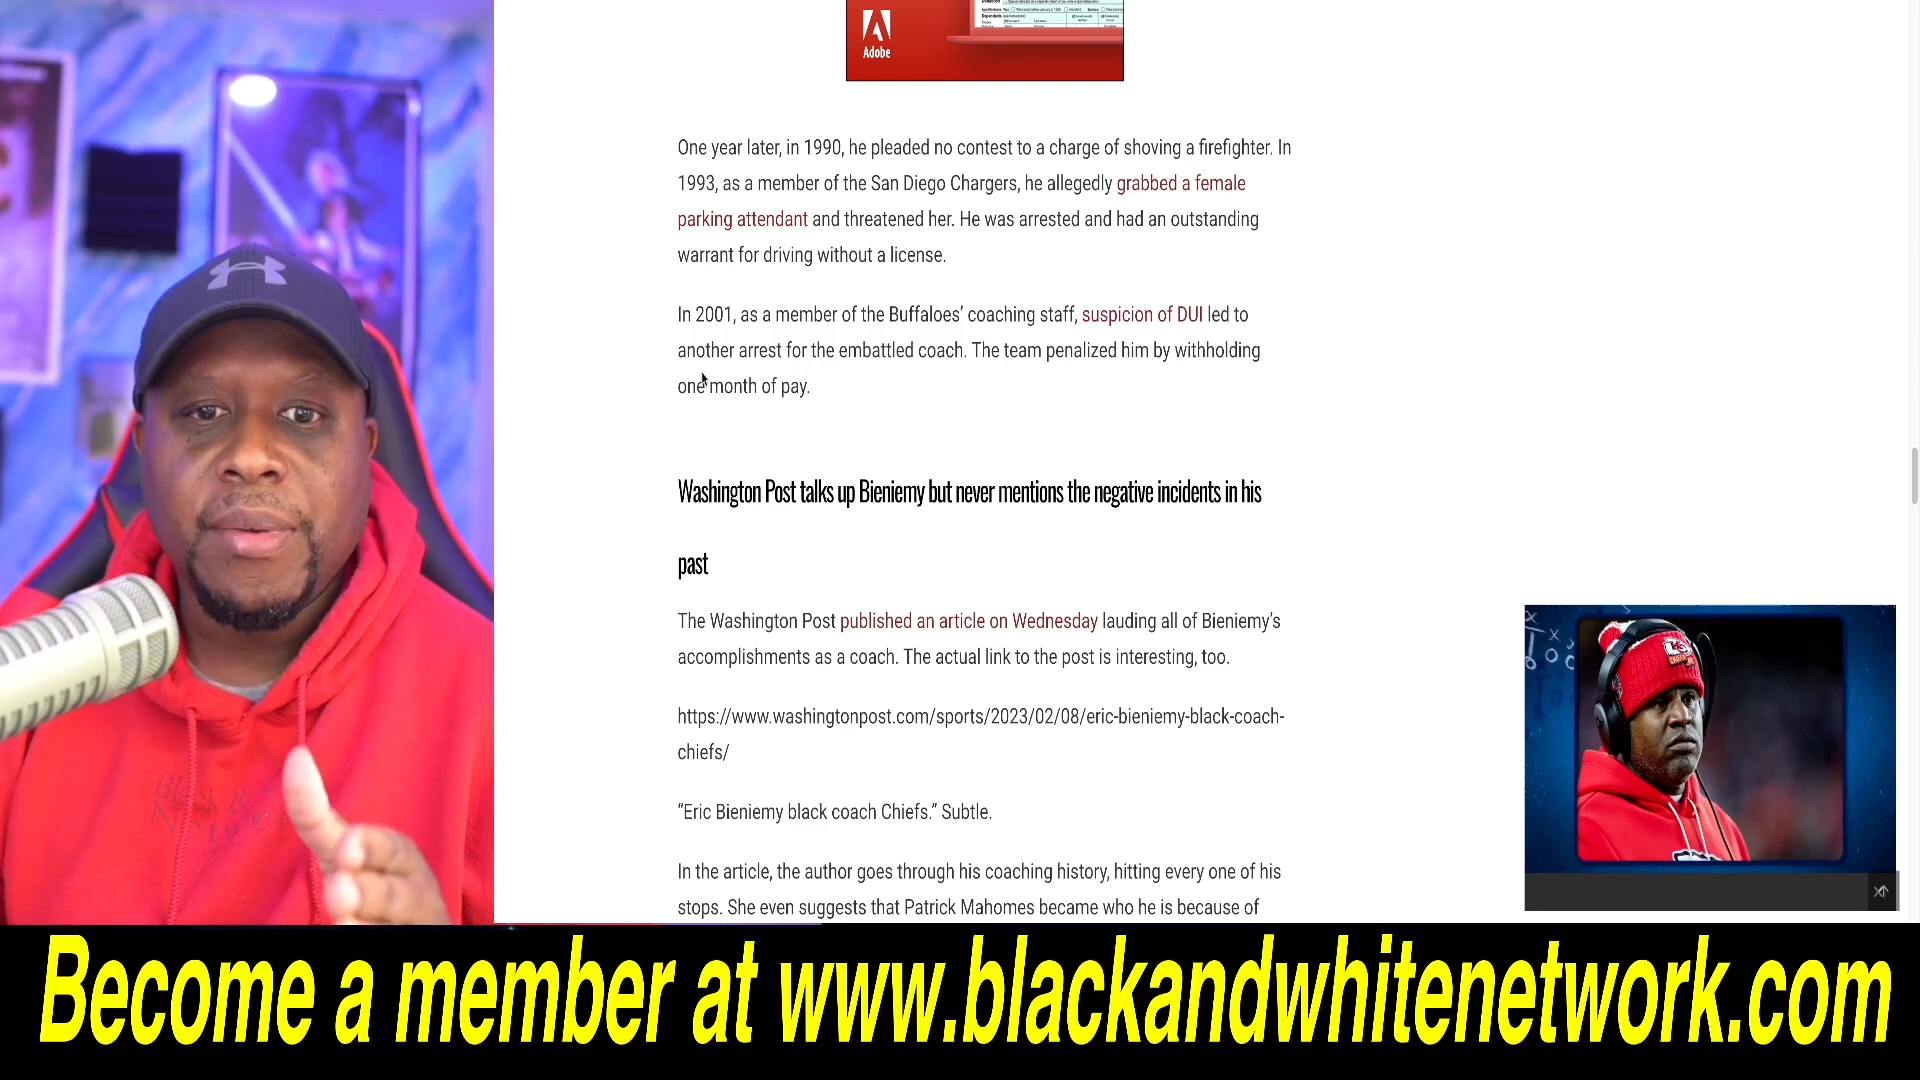 Adobe
One year later, in 1990, he pleaded no contest to a charge of shoving a firefighter. In
1993, as a member of the San Diego Chargers, he allegedly grabbed a female
parking attendant and threatened her. He was arrested and had an outstanding
warrant for driving without a license.
In 2001, as a member of the Buffaloes’ coaching staff, suspicion of DUI led to
another arrest for the embattled coach. The team penalized him by withholding
one month of pay.
Washington Post talks up Bieniemy but never mentions the negative incidents in his
past
The Washington Post published an article on Wednesday lauding all of Bieniemy’s
accomplishments as a coach. The actual link to the post is interesting, too.
https://www.washingtonpost.com/sports/2023/02/08/eric-bieniemy-black-coach-
chiefs/
“Eric Bieniemy black coach Chiefs.” Subtle.
In the article, the author goes through his coaching history, hitting every one of his
stops. She even suggests that Patrick Mahomes became who he is because of
Become a member at www.blackandwhitenetwork.com